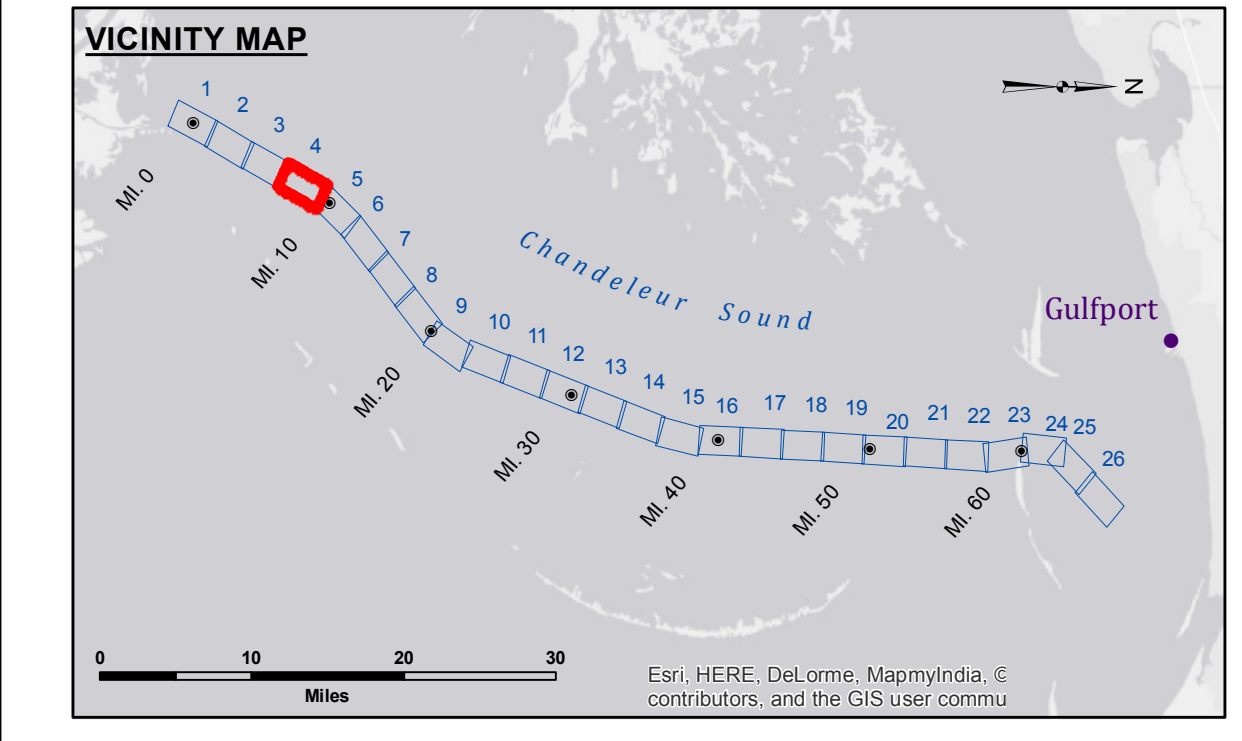 VICINITY MAP
N
1
2
3
4
5
6
7
8
9
10
11
12
13
14
15
16
17
18
19
20
21
22
23
24
25
26
MI. 0
MI. 10
MI. 20
MI. 30
MI. 40
MI. 50
MI. 60
Chandeleur Sound
Gulfport
0 10 20 30
Miles
Esri, HERE, DeLorme, MapmyIndia, ©
contributors, and the GIS user commu